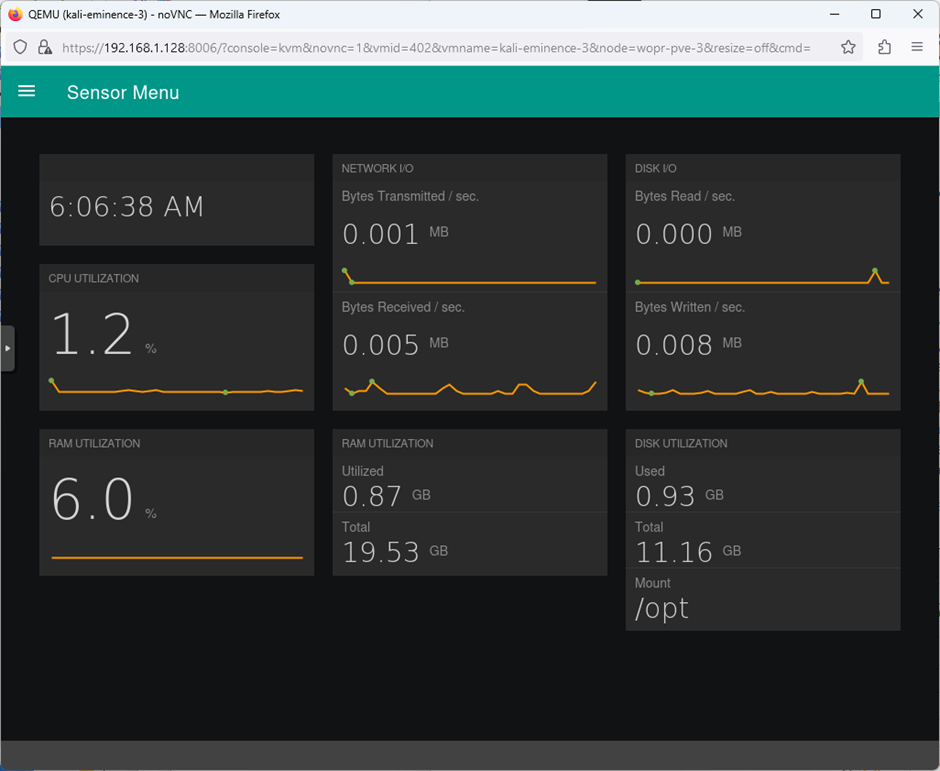 QEMU (kali-eminence-3) - noVNC — Mozilla Firefox
https://192.168.1.128:8006/?console=kvm&novnc=1&vmid=402&vmname=kali-eminence-3&node=wopr-pve-3&resize=off&cmd=
Sensor Menu
6:06:38 AM
CPU UTILIZATION
1.2 %
RAM UTILIZATION
6.0 %
NETWORK I/O
Bytes Transmitted / sec.
0.001 MB
Bytes Received / sec.
0.005 MB
RAM UTILIZATION
Utilized
0.87 GB
Total
19.53 GB
DISK I/O
Bytes Read / sec.
0.000 MB
Bytes Written / sec.
0.008 MB
DISK UTILIZATION
Used
0.93 GB
Total
11.16 GB
Mount
/opt